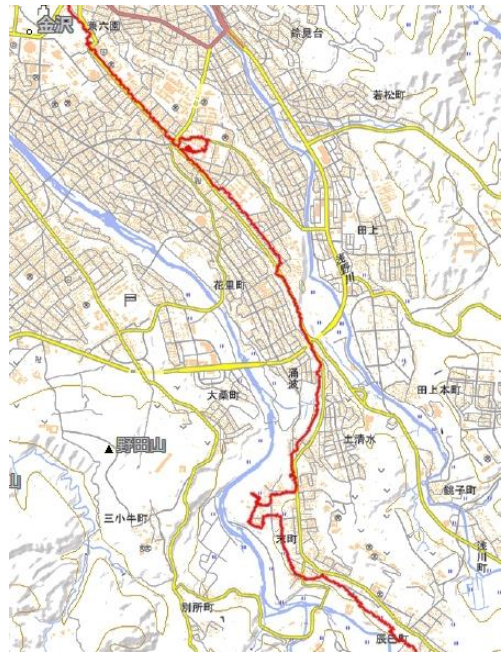 金沢
兼六園
鈴見台
若松町
田上
浅野川
花里町
大桑町
涌波
田上本町
土清水
野田山
山
三小牛町
銚子町
末町
浅川町
別所町
辰巳町